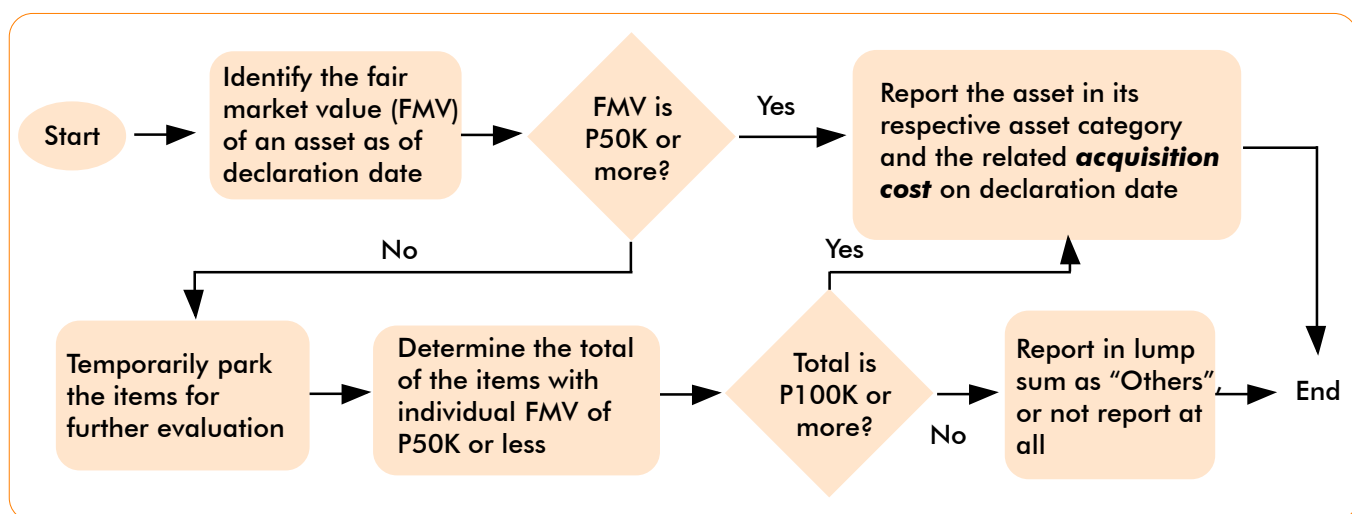 Start
Identify the fair
market value (FMV)
of an asset as of
declaration date
FMV is
P50K or
more?
Yes
Report the asset in its
respective asset category
and the related acquisition
cost on declaration date
No
Yes
Temporarily park
the items for
further evaluation
Determine the total
of the items with
individual FMV of
P50K or less
Total is
P100K or
more?
No
Report in lump
sum as “Others”,
or not report at
all
End